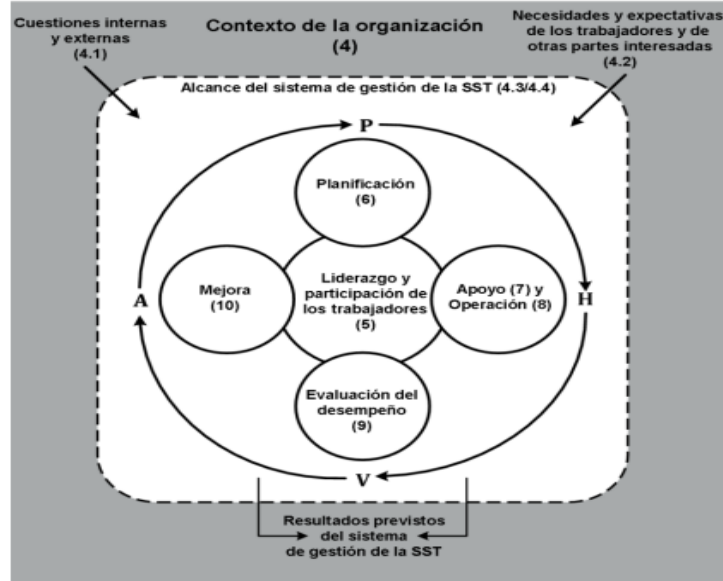 Cuestiones internas
y externas
(4.1)
Contexto de la organización
(4)
Necesidades y expectativas
de los trabajadores y de
otras partes interesadas
(4.2)
Alcance del sistema de gestión de la SST (4.3/4.4)
P
Planificación
(6)
A
Mejora
(10)
Liderazgo y
participación de
los trabajadores
(5)
Apoyo (7) y
Operación (8)
H
Evaluación del
desempeño
(9)
V
Resultados previstos
del sistema
de gestión de la SST